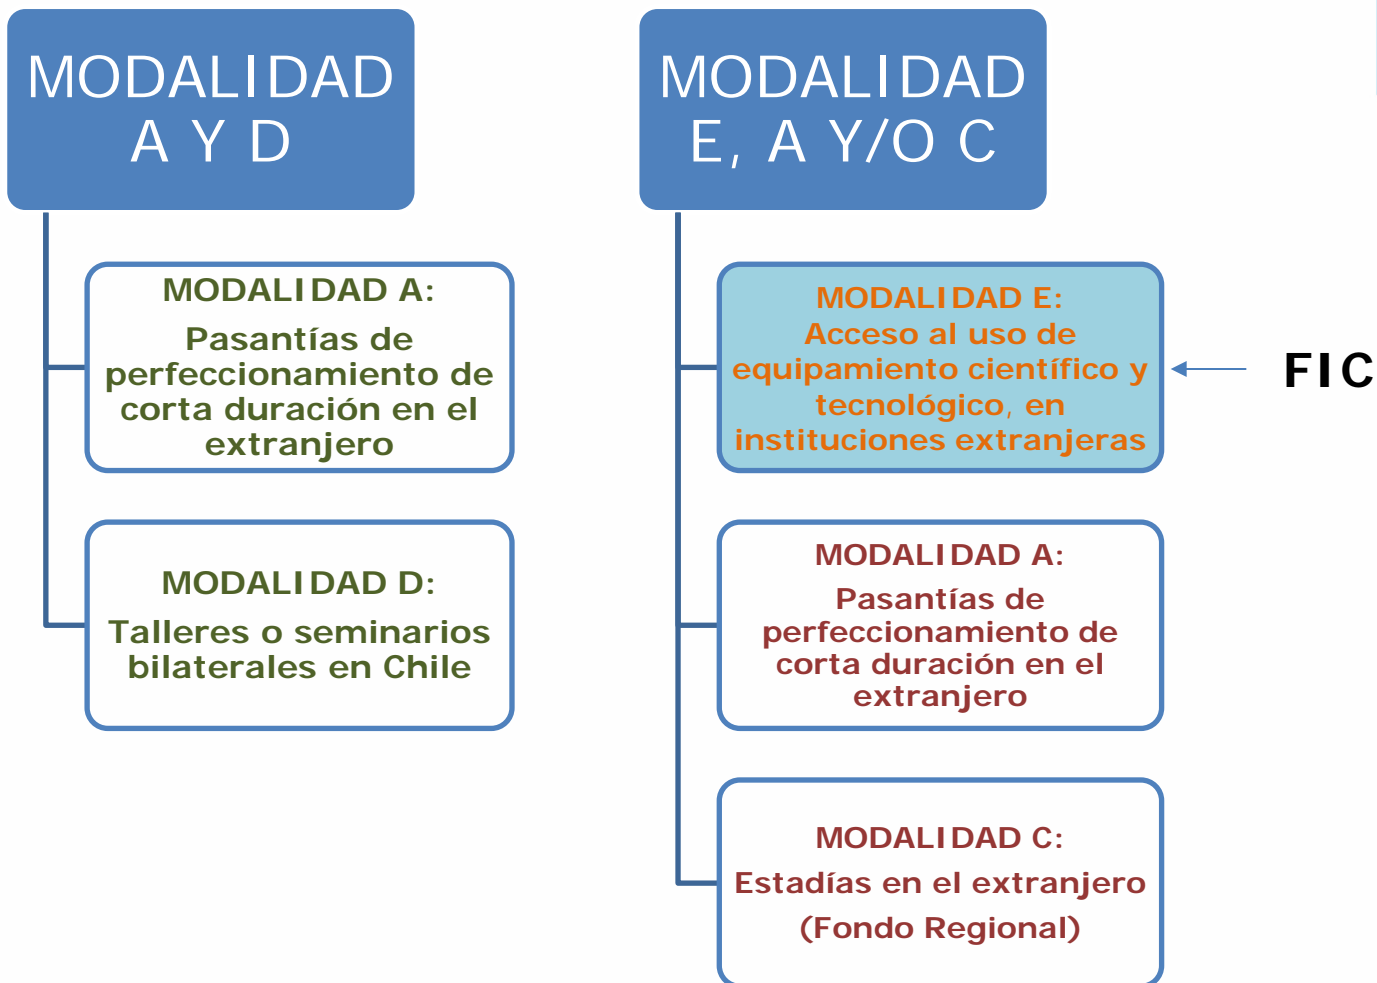 MODALIDAD
A Y D
MODALIDAD A:
Pasantías de
perfeccionamiento de
corta duración en el
extranjero
MODALIDAD D:
Talleres o seminarios
bilaterales en Chile
MODALIDAD
E, A Y/O C
MODALIDAD E:
Acceso al uso de
equipamiento científico y
tecnológico, en
instituciones extranjeras
FIC
MODALIDAD A:
Pasantías de
perfeccionamiento de
corta duración en el
extranjero
MODALIDAD C:
Estadías en el extranjero
(Fondo Regional)